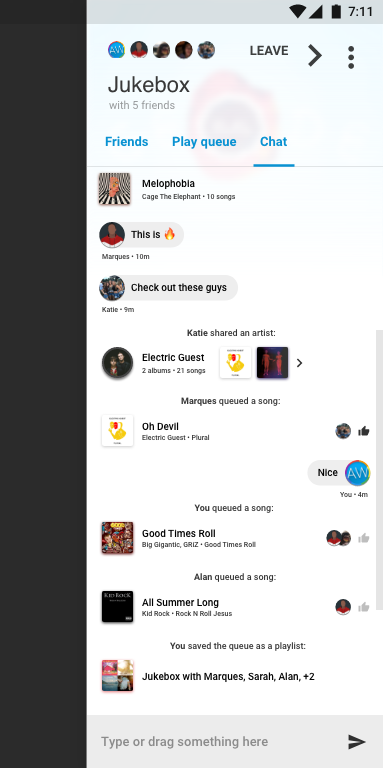 7:11
AW
LEAVE
Jukebox
with 5 friends
Friends Play queue Chat
Melophobia
Cage The Elephant • 10 songs
This is 🔥
Marques • 10m
Check out these guys
Katie • 9m
Katie shared an artist:
Electric Guest
2 albums • 21 songs
Marques queued a song:
Oh Devil
Electric Guest • Plural
Nice AW
You • 4m
You queued a song:
Good Times Roll
Big Gigantic, GRiZ • Good Times Roll
Alan queued a song:
KID ROCK
All Summer Long
Kid Rock • Rock N Roll Jesus
You saved the queue as a playlist:
Jukebox with Marques, Sarah, Alan, +2
Type or drag something here